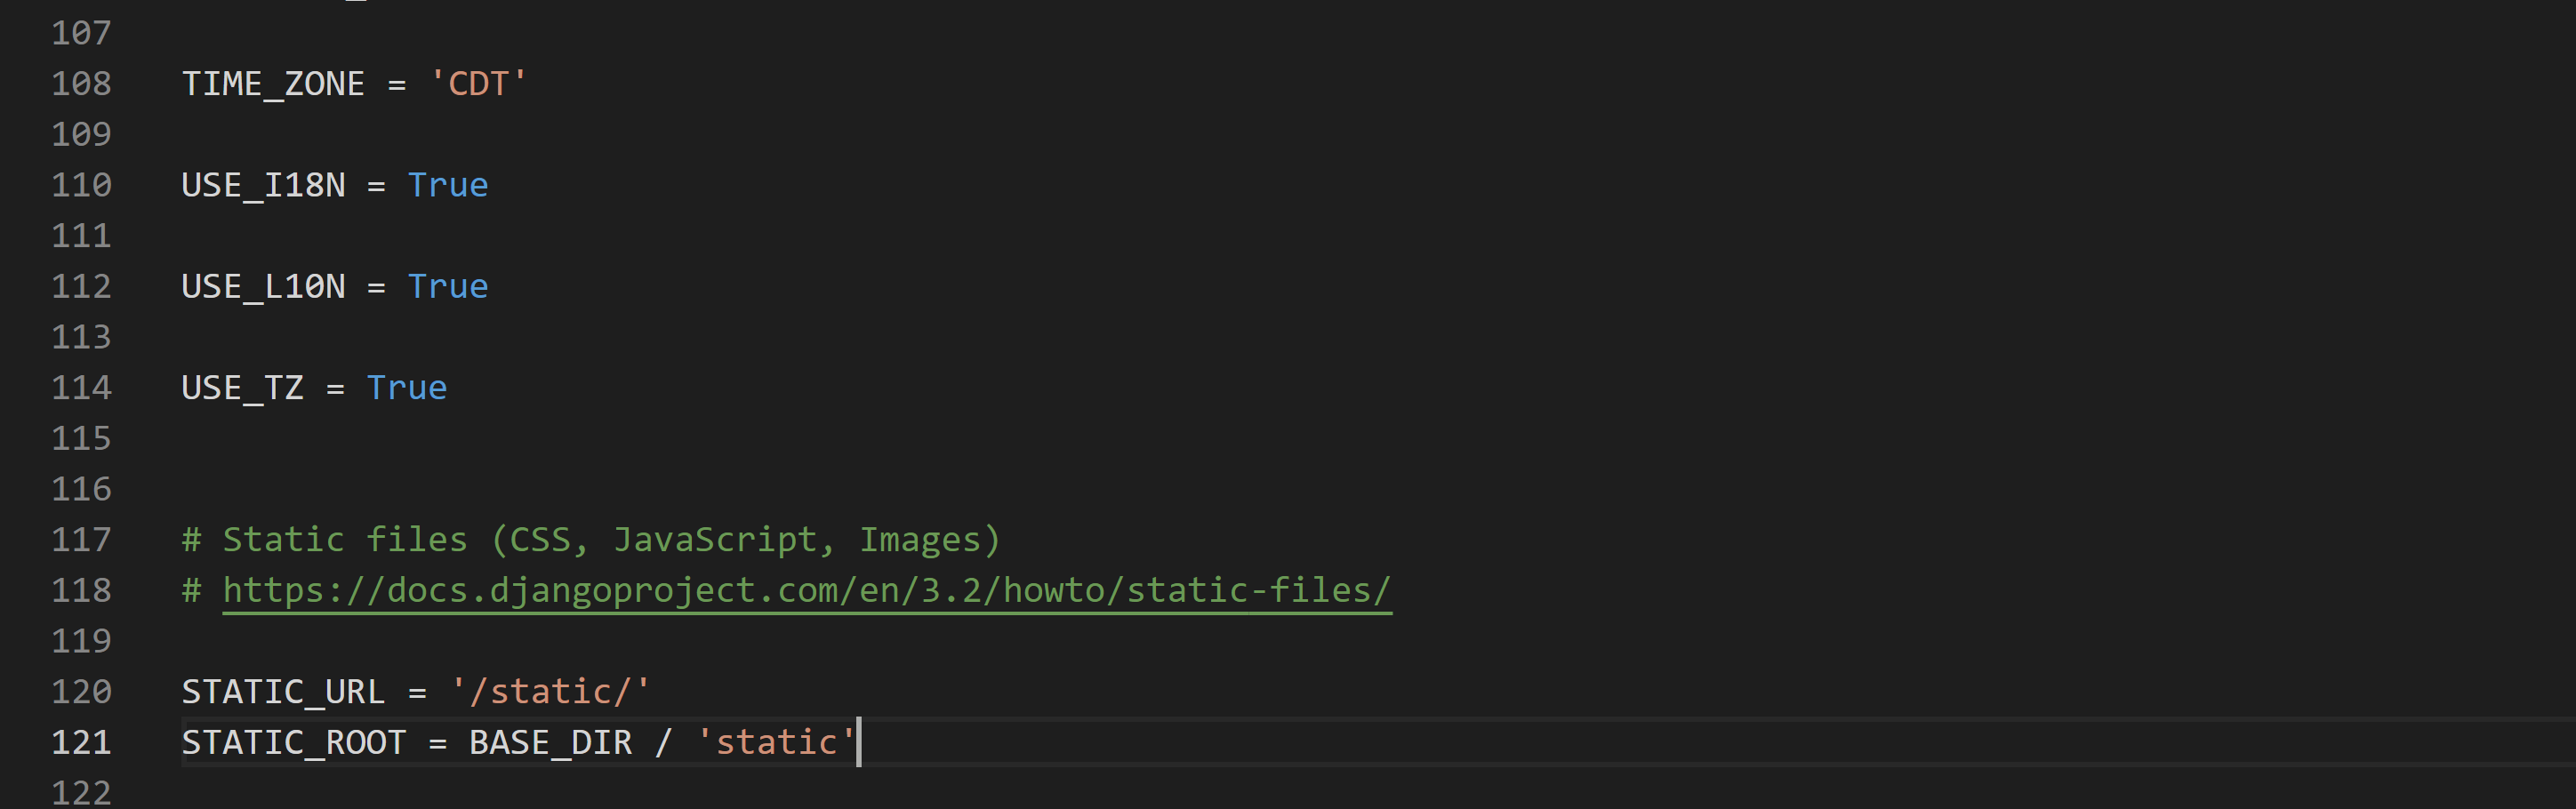 107
108 TIME_ZONE = 'CDT'
109
110 USE_I18N = True
111
112 USE_L10N = True
113
114 USE_TZ = True
115
116
117 # Static files (CSS, JavaScript, Images)
118 # https://docs.djangoproject.com/en/3.2/howto/static-files/
119
120 STATIC_URL = '/static/'
121 STATIC_ROOT = BASE_DIR / 'static'
122